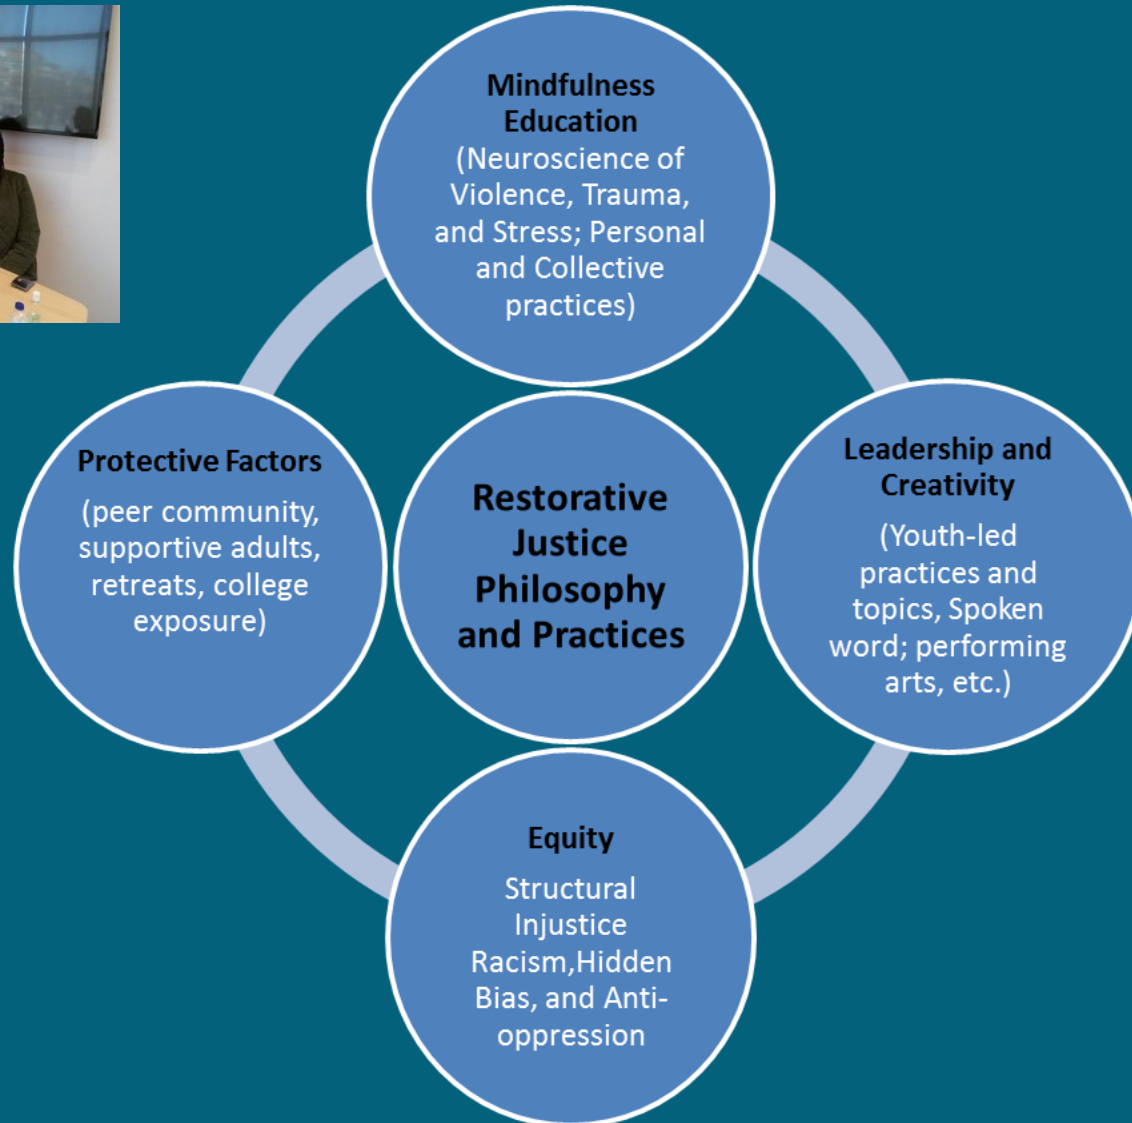 Mindfulness
Education
(Neuroscience of
Violence, Trauma,
and Stress; Personal
and Collective
practices)
Protective Factors
(peer community,
supportive adults,
retreats, college
exposure)
Restorative
Justice
Philosophy
and Practices
Leadership and
Creativity
(Youth-led
practices and
topics, Spoken
word; performing
arts, etc.)
Equity
Structural
Injustice
Racism,Hidden
Bias, and Anti-
oppression